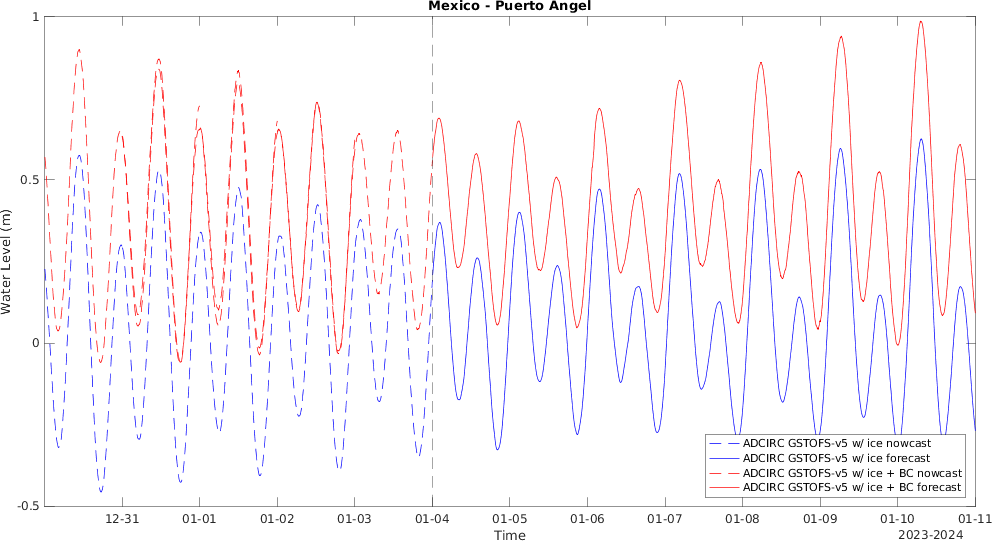 Mexico - Puerto Angel
Water Level (m)
1
0.5
0
-0.5
12-31
01-01
01-02
01-03
01-04
01-05
01-06
01-07
01-08
01-09
01-10
01-11
Time
2023-2024
ADCIRC GSTOFS-v5 w/ ice nowcast
ADCIRC GSTOFS-v5 w/ ice forecast
ADCIRC GSTOFS-v5 w/ ice + BC nowcast
ADCIRC GSTOFS-v5 w/ ice + BC forecast